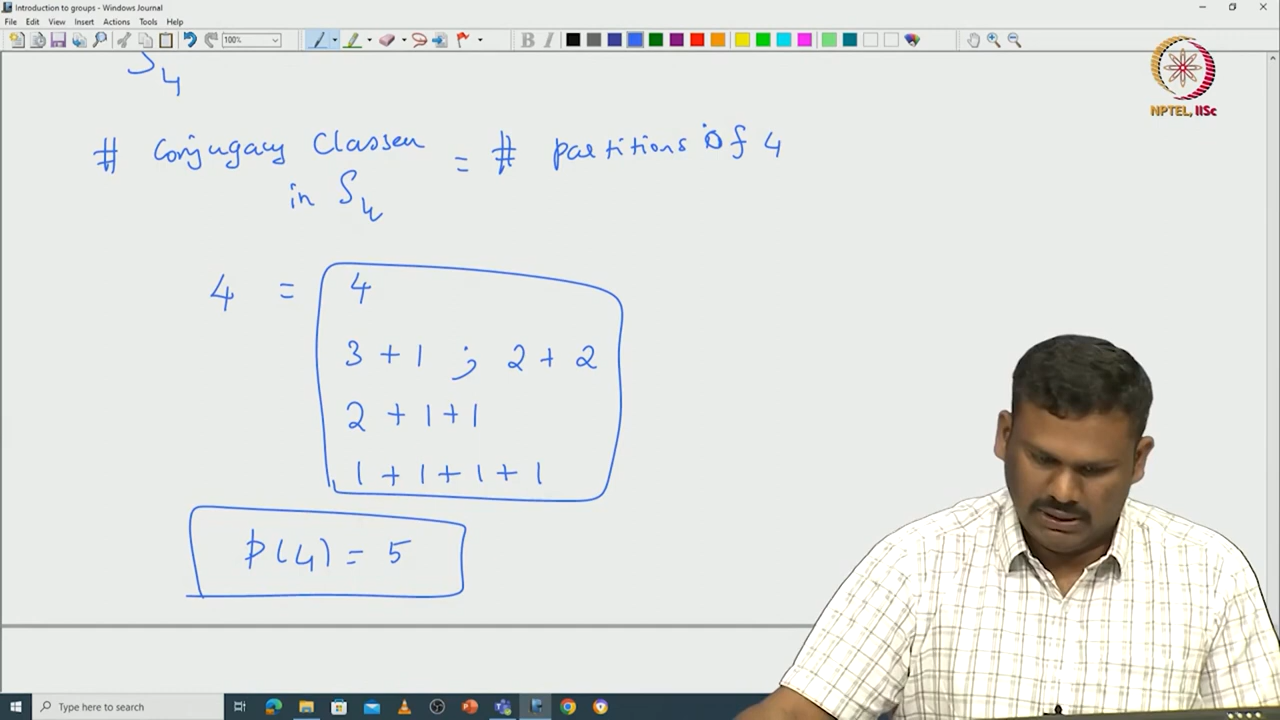 Introduction to groups - Windows Journal
File Edit View Insert Actions Tools Help
100%
NPTEL, IISc
S4
# Conjugacy Classes = # partitions of 4
in S4
4 = 4
3 + 1 ; 2 + 2
2 + 1 + 1
1 + 1 + 1 + 1
p(4) = 5
Type here to search